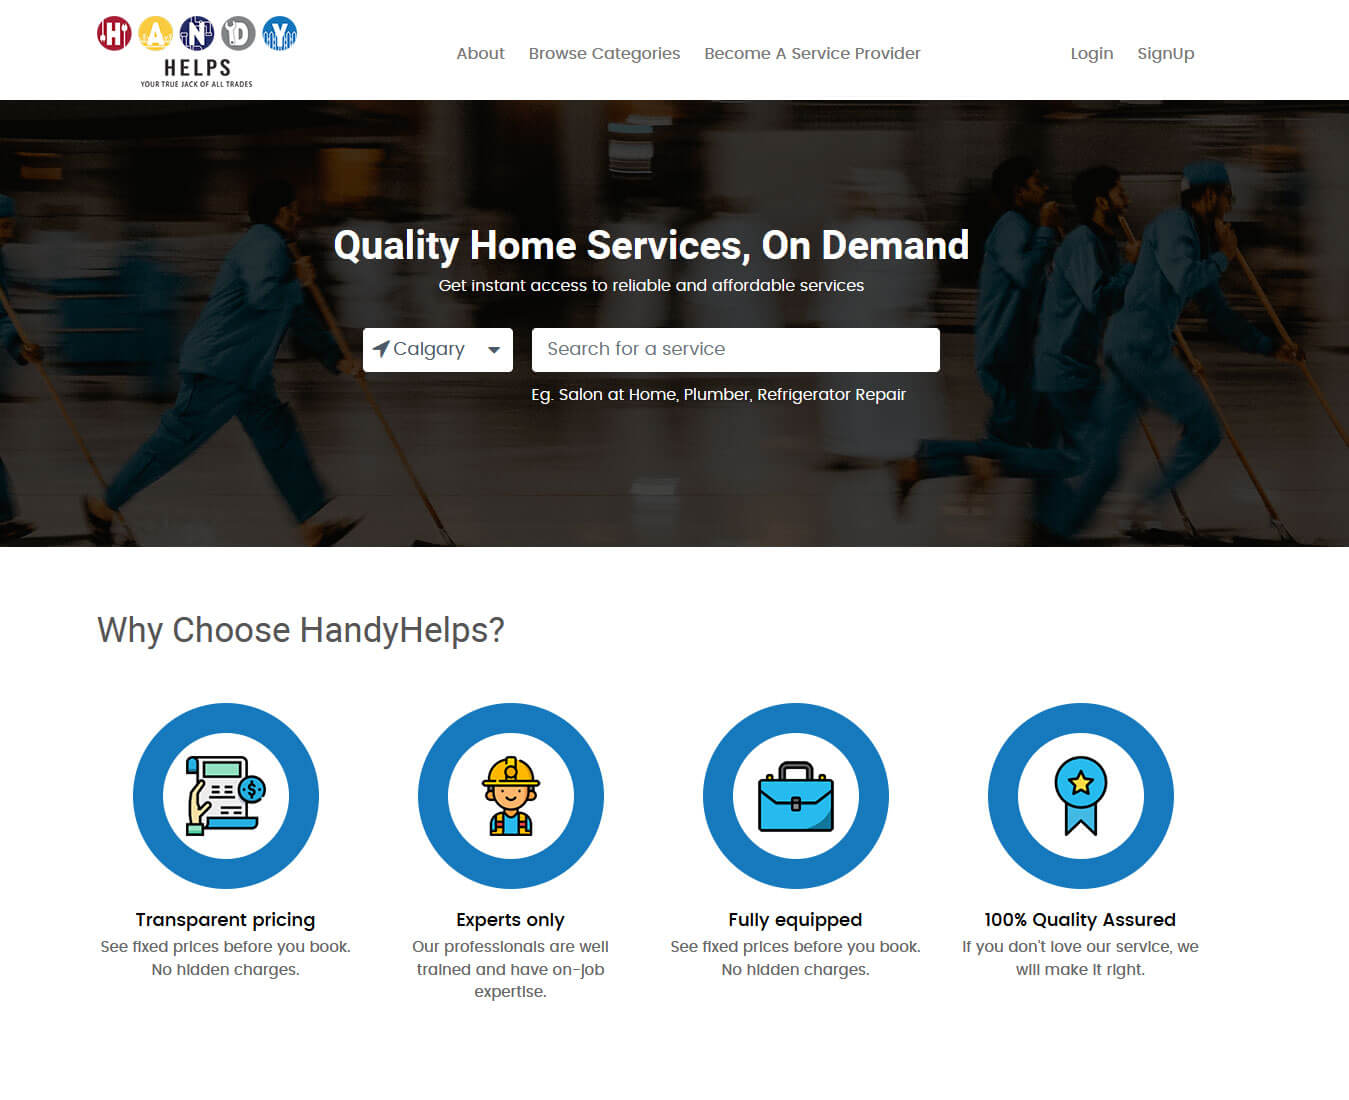 HANDY
HELPS
YOUR TRUE JACK OF ALL TRADES
About Browse Categories Become A Service Provider Login SignUp
Quality Home Services, On Demand
Get instant access to reliable and affordable services
Calgary Search for a service
Eg. Salon at Home, Plumber, Refrigerator Repair
Why Choose HandyHelps?
$
Transparent pricing
See fixed prices before you book.
No hidden charges.
Experts only
Our professionals are well
trained and have on-job
expertise.
Fully equipped
See fixed prices before you book.
No hidden charges.
100% Quality Assured
If you don't love our service, we
will make it right.